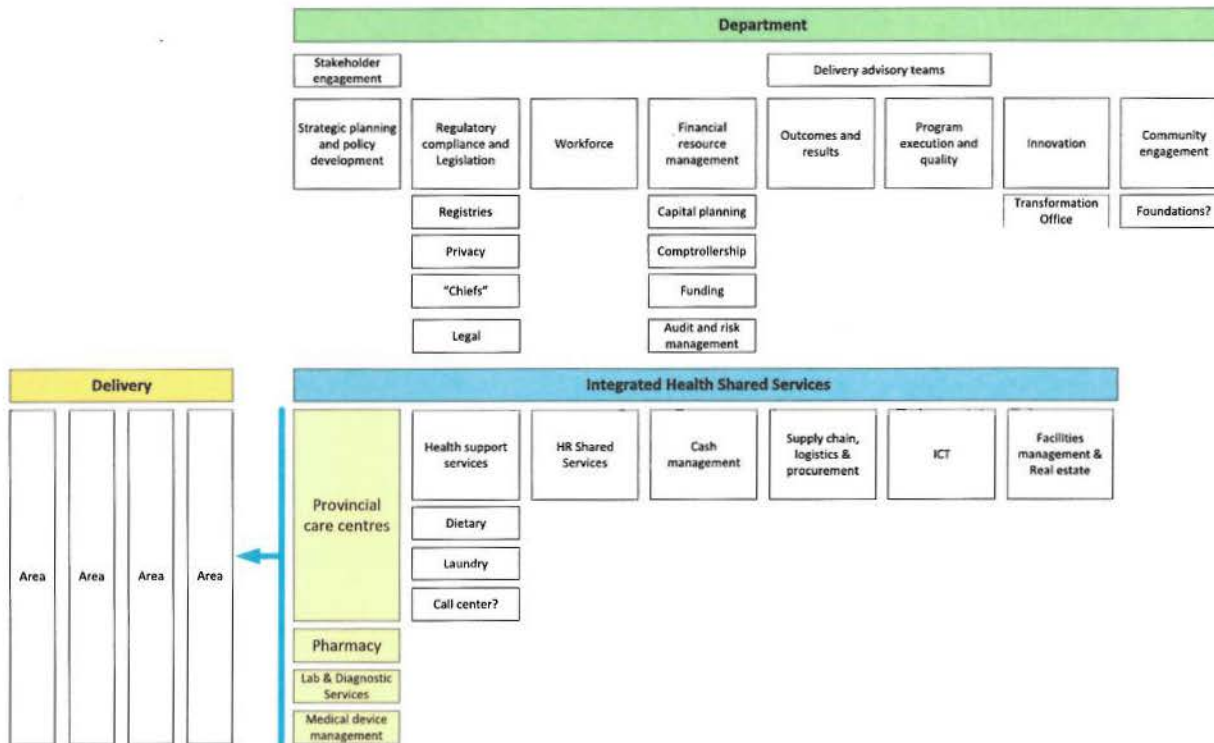 Department
Stakeholder
engagement
Delivery advisory teams
Strategic planning
and policy
development
Regulatory
compliance and
Legislation
Workforce
Financial
resource
management
Outcomes and
results
Program
execution and
quality
Innovation
Community
engagement
Registries
Capital planning
Transformation
Office
Foundations?
Privacy
Comptrollership
"Chiefs"
Funding
Legal
Audit and risk
management
Delivery
Integrated Health Shared Services
Area
Area
Area
Area
Provincial
care centres
Health support
services
HR Shared
Services
Cash
management
Supply chain,
logistics &
procurement
ICT
Facilities
management &
Real estate
Dietary
Laundry
Call center?
Pharmacy
Lab & Diagnostic
Services
Medical device
management